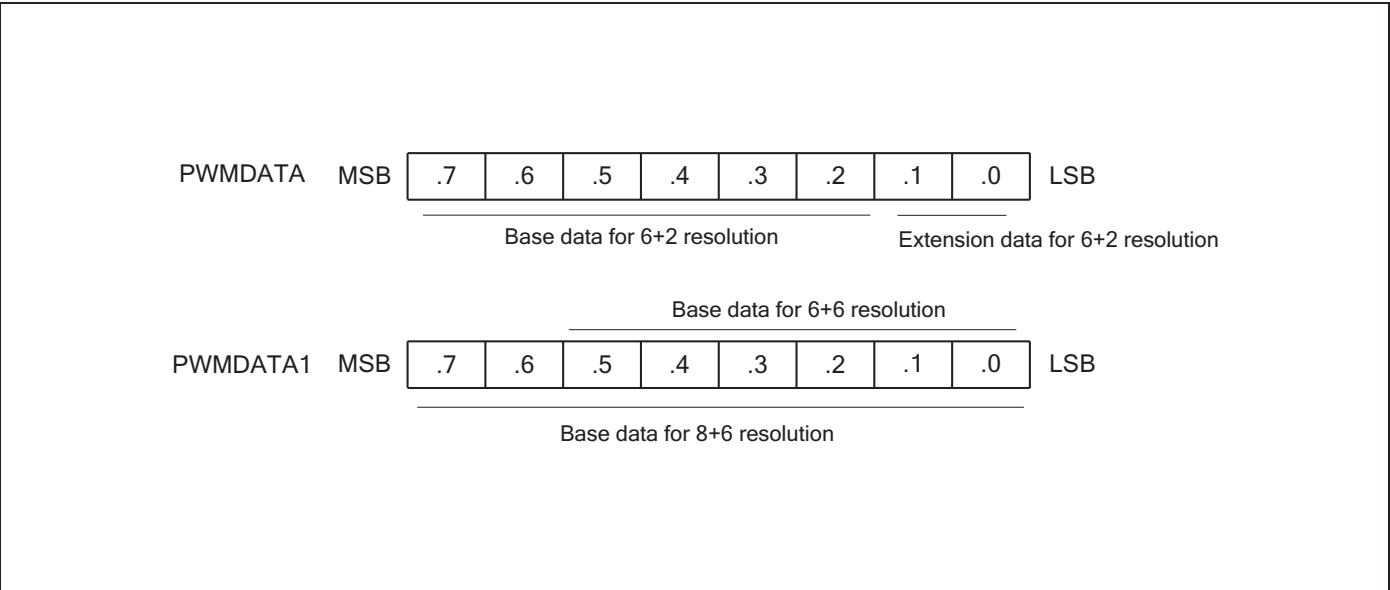 PWMDATA MSB .7 .6 .5 .4 .3 .2 .1 .0 LSB
Base data for 6+2 resolution Extension data for 6+2 resolution
Base data for 6+6 resolution
PWMDATA1 MSB .7 .6 .5 .4 .3 .2 .1 .0 LSB
Base data for 8+6 resolution